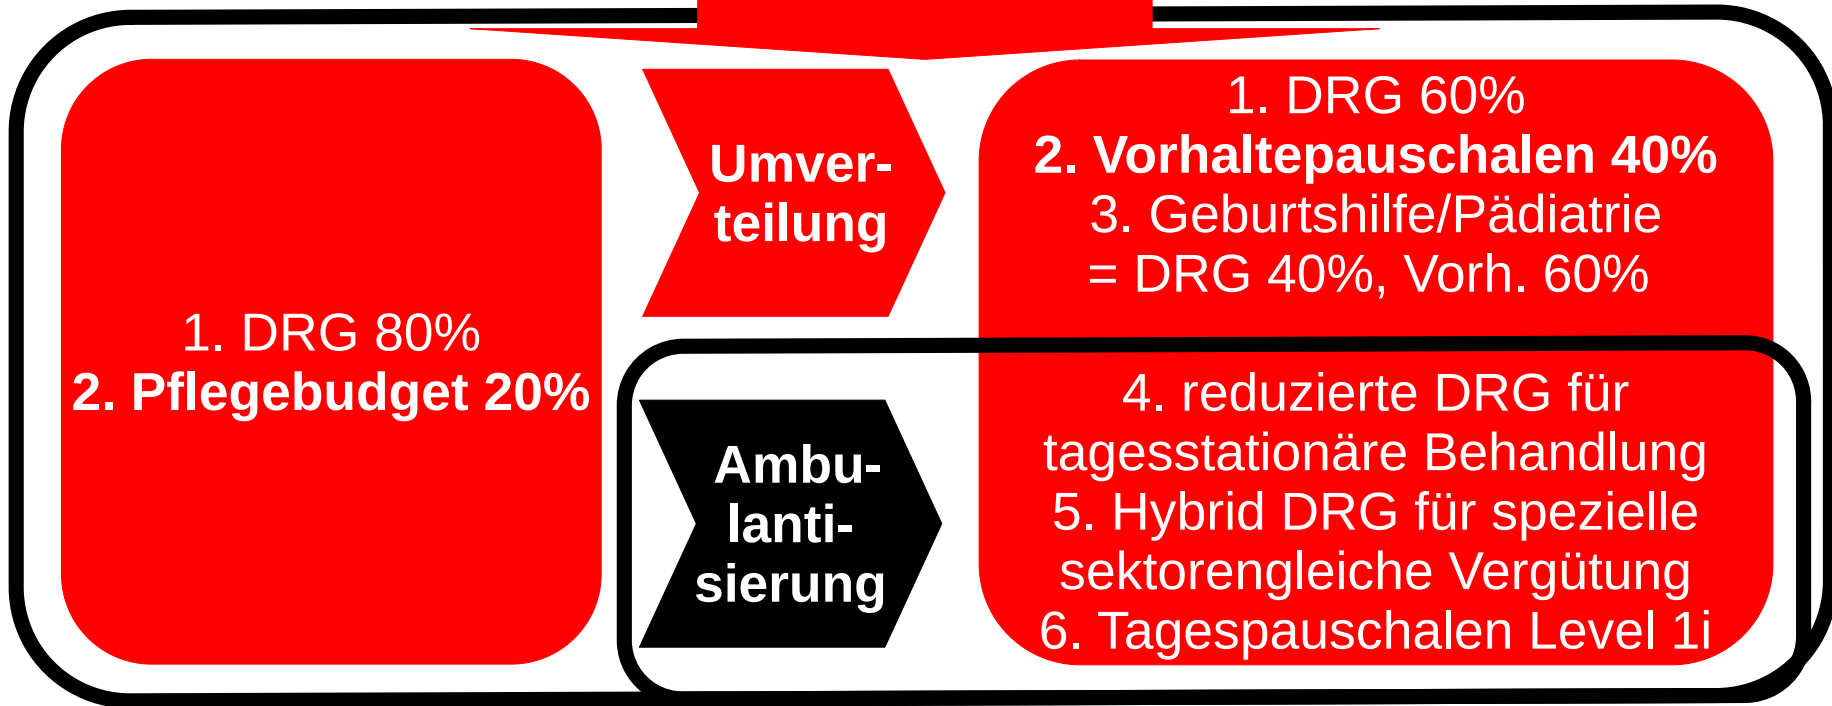 1. DRG 80%
2. Pflegebudget 20%
Umver-
teilung
Ambu-
lanti-
sierung
1. DRG 60%
2. Vorhaltepauschalen 40%
3. Geburtshilfe/Pädiatrie
= DRG 40%, Vorh. 60%
4. reduzierte DRG für
tagesstationäre Behandlung
5. Hybrid DRG für spezielle
sektorengleiche Vergütung
6. Tagespauschalen Level 1i